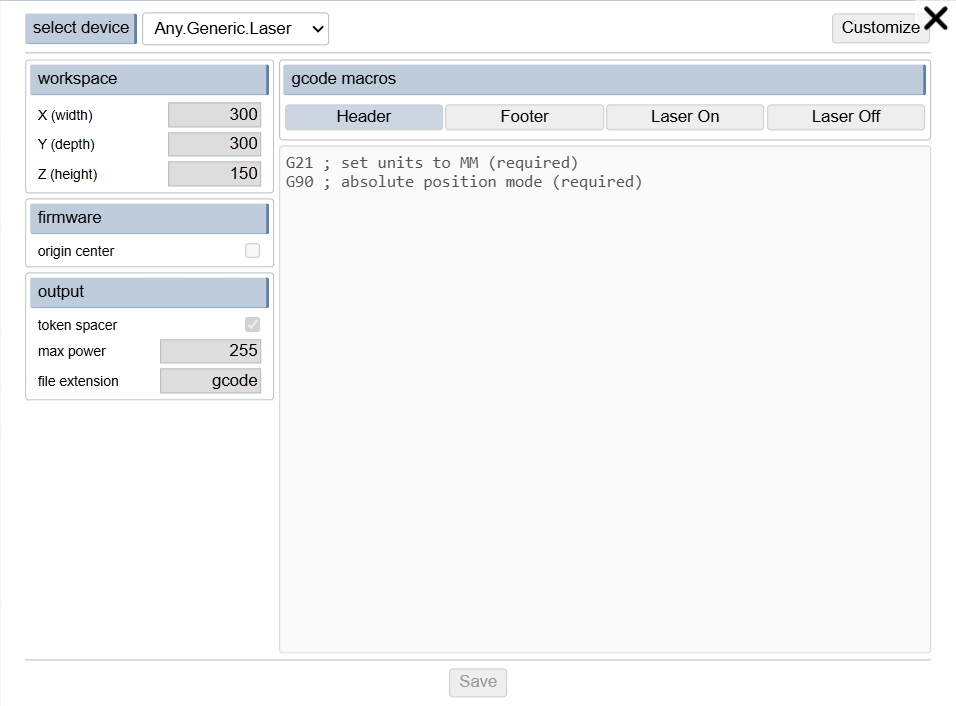 select device Any.Generic.Laser Customize
workspace
X (width) 300
Y (depth) 300
Z (height) 150
firmware
origin center
output
token spacer
max power 255
file extension gcode
gcode macros
Header Footer Laser On Laser Off
G21 ; set units to MM (required)
G90 ; absolute position mode (required)
Save